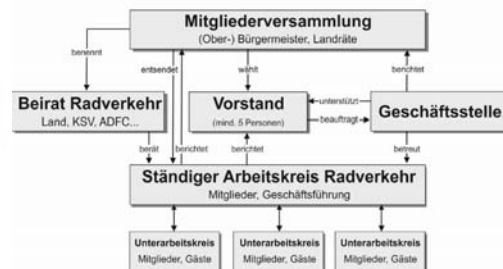 Mitgliederversammlung
(Ober-) Bürgermeister, Landräte
benennt
entsendet
wählt
berichtet
Beirat Radverkehr
Land, KSV, ADFC...
Vorstand
(mind. 5 Personen)
unterstützt
beauftragt
Geschäftsstelle
berät
berichtet
berichtet
betreut
Ständiger Arbeitskreis Radverkehr
Mitglieder, Geschäftsführung
Unterarbeitskreis
Mitglieder, Gäste
Unterarbeitskreis
Mitglieder, Gäste
Unterarbeitskreis
Mitglieder, Gäste